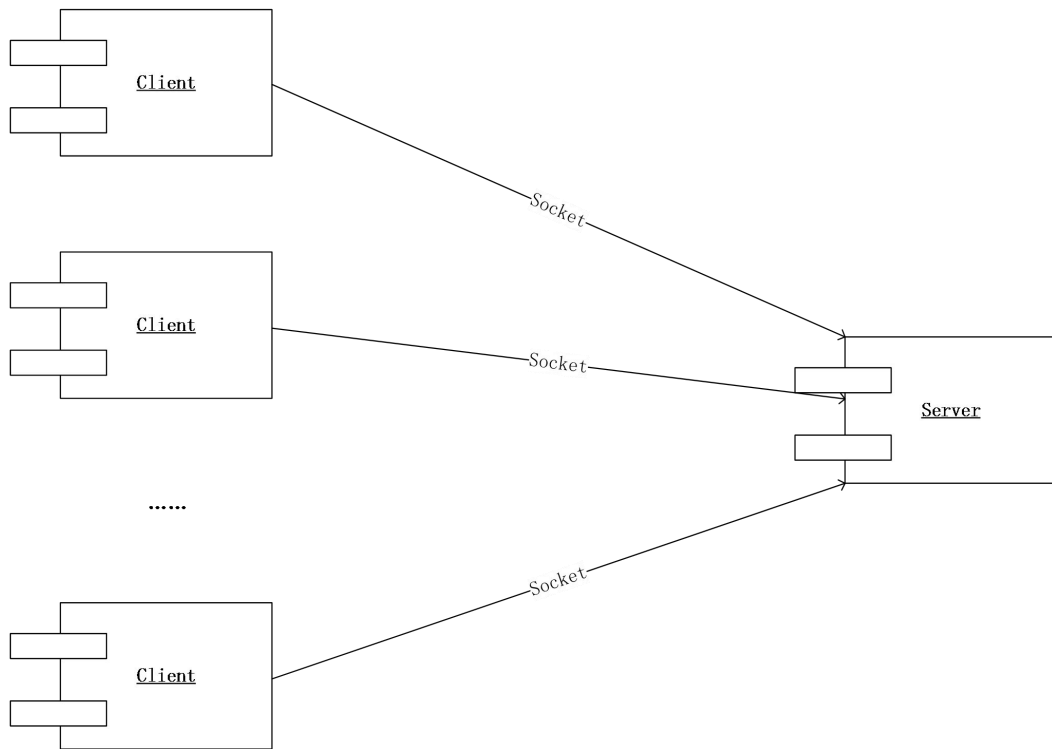 Client
Socket
Client
Socket
Server
……
Socket
Client